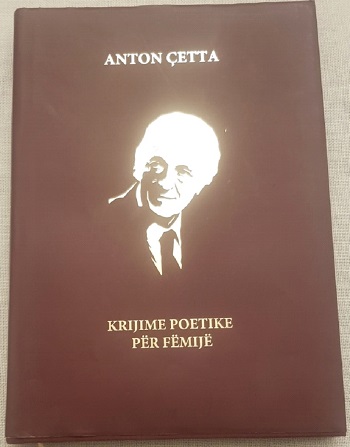 ANTON ÇETTA
KRIJIME POETIKE
PËR FËMIJË